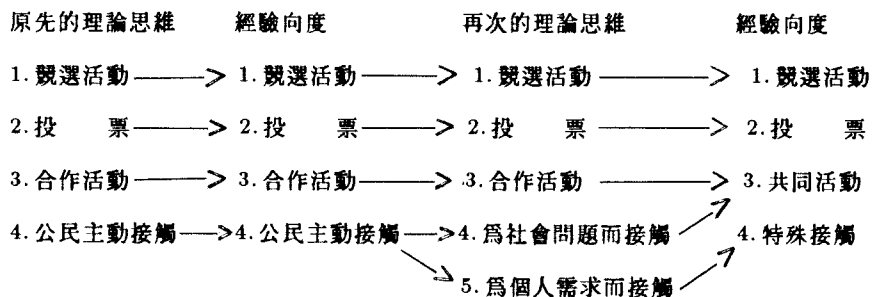 原先的理論思維 經驗向度 再次的理論思維 經驗向度
1.競選活動 1.競選活動 1.競選活動 1.競選活動
2.投 票 2.投 票 2.投 票 2.投 票
3.合作活動 3.合作活動 3.合作活動 3.共同活動
4.公民主動接觸 4.公民主動接觸 4.爲社會問題而接觸 4.特殊接觸
5.爲個人需求而接觸